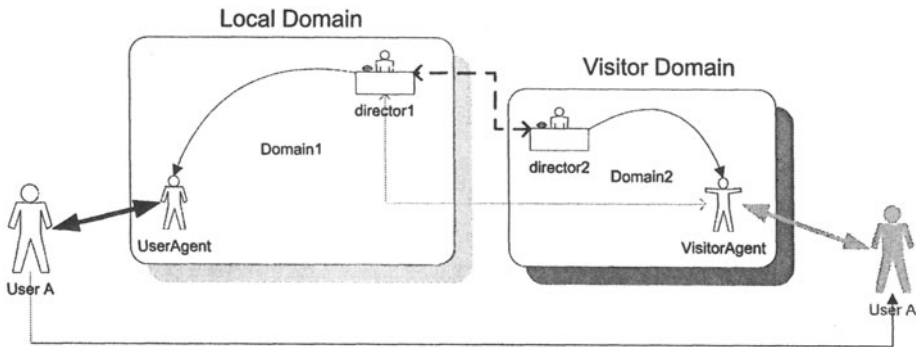 Local Domain
Visitor Domain
director1
Domain1
director2
Domain2
UserAgent
VisitorAgent
User A
User A